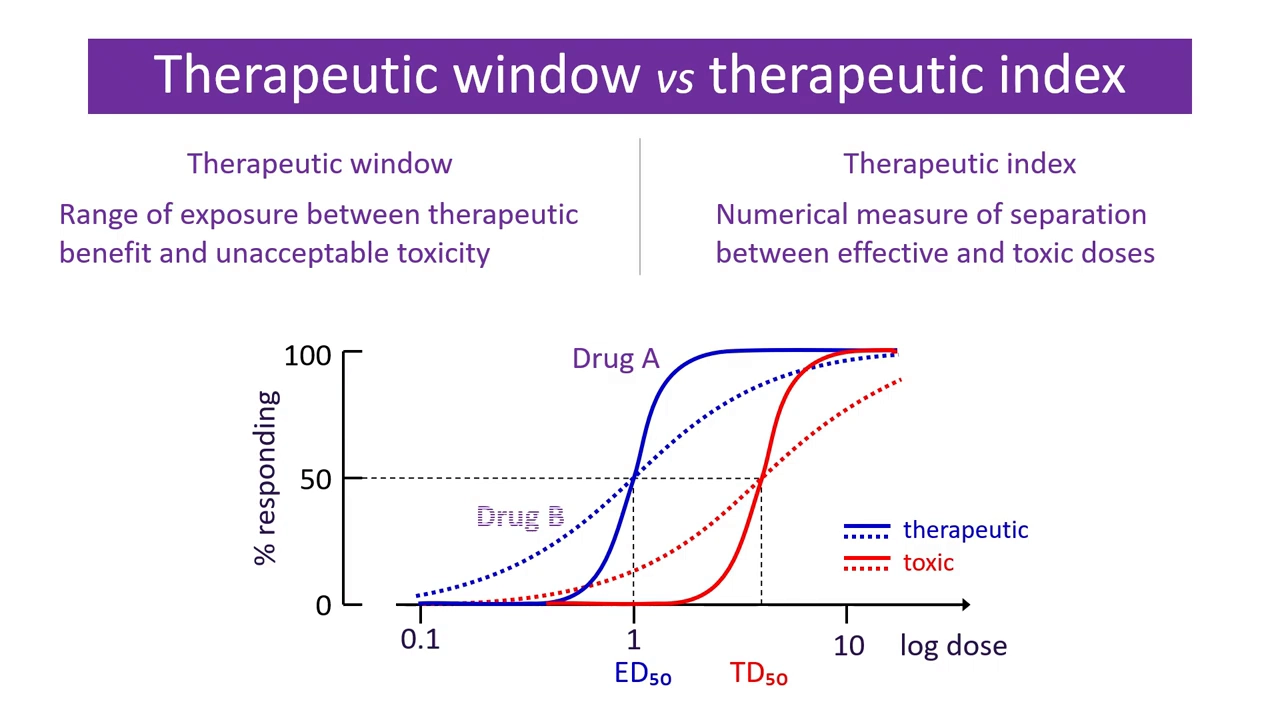 Therapeutic window vs therapeutic index
Therapeutic window
Range of exposure between therapeutic
benefit and unacceptable toxicity
Therapeutic index
Numerical measure of separation
between effective and toxic doses
100
50
0
% responding
Drug A
Drug B
therapeutic
toxic
0.1
1
10
log dose
ED₅₀
TD₅₀